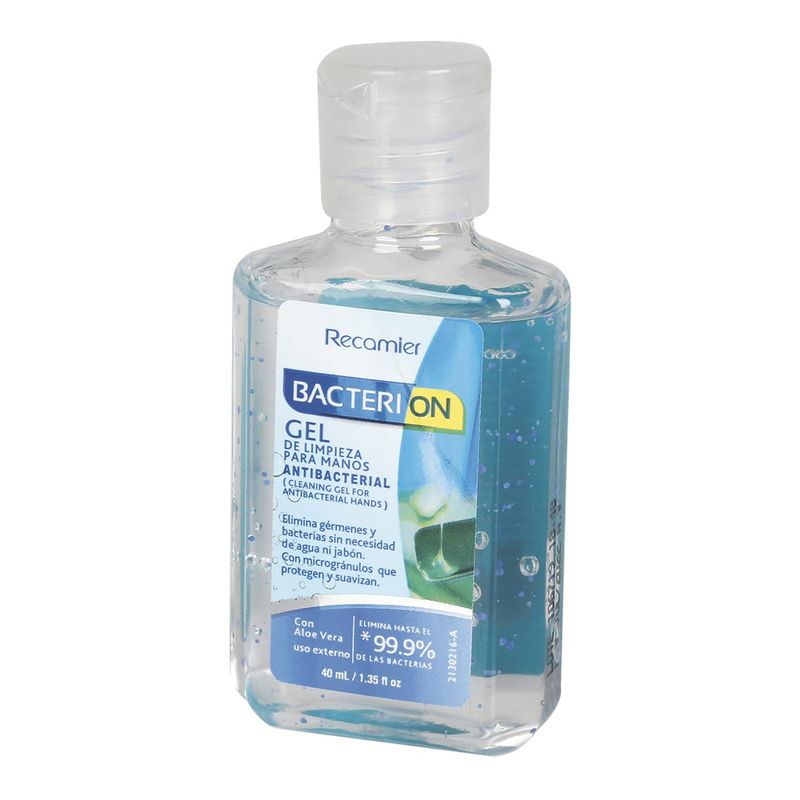 Recamier
BACTERION
GEL
DE LIMPIEZA
PARA MANOS
ANTIBACTERIAL
( CLEANING GEL FOR
ANTIBACTERIAL HANDS )
Elimina gérmenes y
bacterias sin necesidad
de agua ni jabón.
Con microgránulos que
protegen y suavizan.
Con
Aloe Vera
uso externo
ELIMINA HASTA EL
*99.9%
DE LAS BACTERIAS
40 mL / 1.35 fl oz
2130216-A